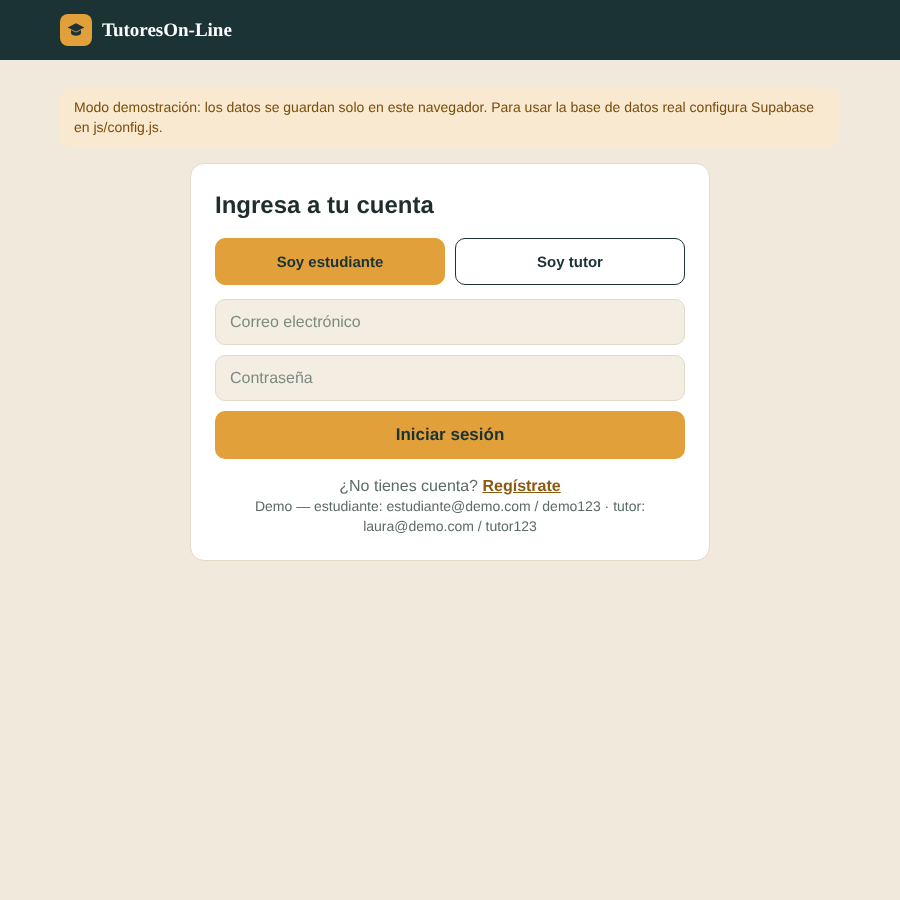 TutoresOn-Line
Modo demostración: los datos se guardan solo en este navegador. Para usar la base de datos real configura Supabase
en js/config.js.
Ingresa a tu cuenta
Soy estudiante
Soy tutor
Correo electrónico
Contraseña
Iniciar sesión
¿No tienes cuenta? Regístrate
Demo — estudiante: estudiante@demo.com / demo123 · tutor:
laura@demo.com / tutor123